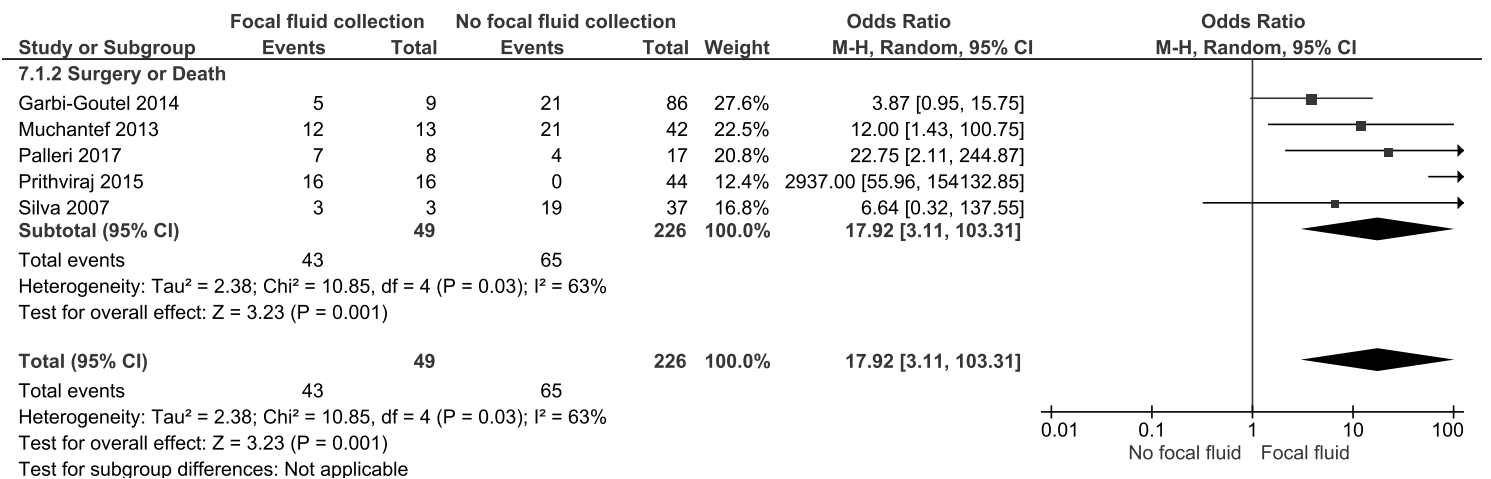 Focal fluid collection No focal fluid collection Odds Ratio Odds Ratio
Study or Subgroup Events Total Events Total Weight M-H, Random, 95% CI M-H, Random, 95% CI
7.1.2 Surgery or Death
Garbi-Goutel 2014 5 9 21 86 27.6% 3.87 [0.95, 15.75]
Muchantef 2013 12 13 21 42 22.5% 12.00 [1.43, 100.75]
Palleri 2017 7 8 4 17 20.8% 22.75 [2.11, 244.87]
Prithviraj 2015 16 16 0 44 12.4% 2937.00 [55.96, 154132.85]
Silva 2007 3 3 19 37 16.8% 6.64 [0.32, 137.55]
Subtotal (95% CI) 49 226 100.0% 17.92 [3.11, 103.31]
Total events 43 65
Heterogeneity: Tau² = 2.38; Chi² = 10.85, df = 4 (P = 0.03); I² = 63%
Test for overall effect: Z = 3.23 (P = 0.001)
Total (95% CI) 49 226 100.0% 17.92 [3.11, 103.31]
Total events 43 65
Heterogeneity: Tau² = 2.38; Chi² = 10.85, df = 4 (P = 0.03); I² = 63%
Test for overall effect: Z = 3.23 (P = 0.001)
Test for subgroup differences: Not applicable
0.01 0.1 1 10 100
No focal fluid Focal fluid